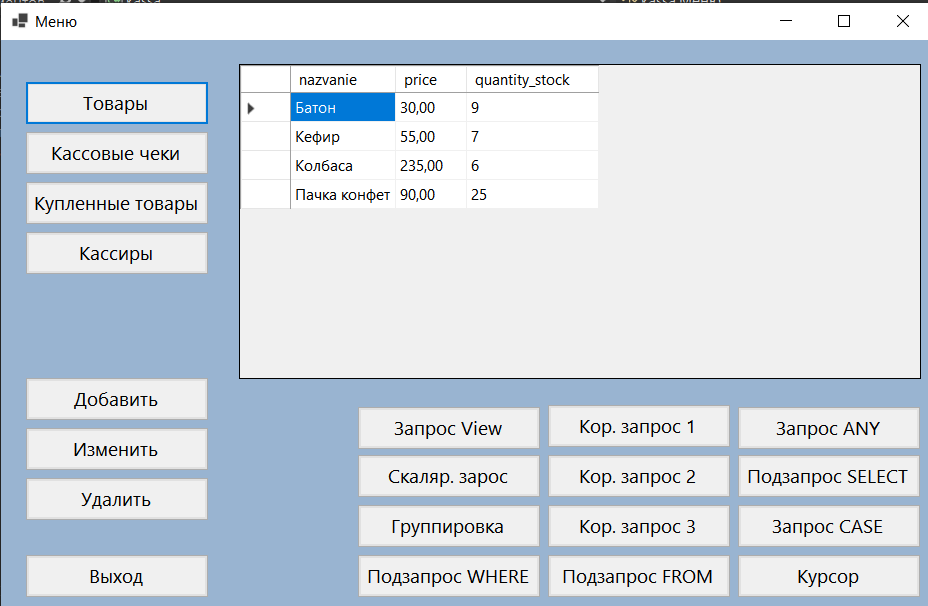 Меню
nazvanie price quantity_stock
Батон 30,00 9
Кефир 55,00 7
Колбаса 235,00 6
Пачка конфет 90,00 25
Товары
Кассовые чеки
Купленные товары
Кассиры
Добавить
Изменить
Удалить
Выход
Запрос View Кор. запрос 1 Запрос ANY
Скаляр. зарос Кор. запрос 2 Подзапрос SELECT
Группировка Кор. запрос 3 Запрос CASE
Подзапрос WHERE Подзапрос FROM Курсор